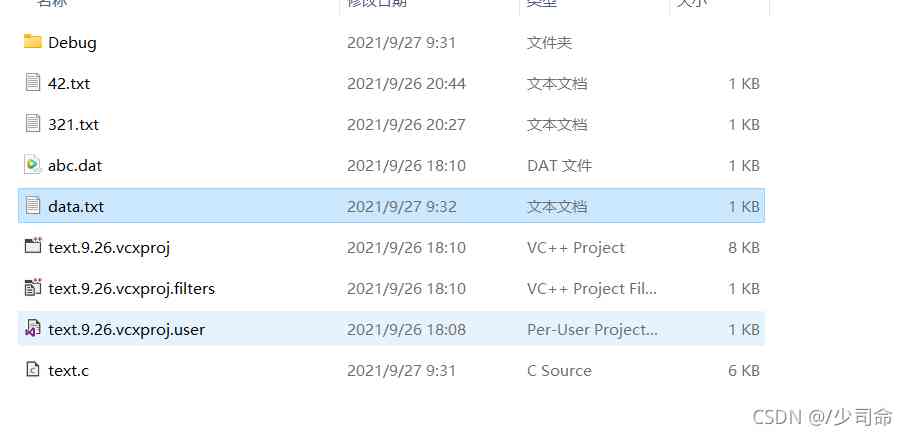 名称 修改日期 类型 大小
Debug 2021/9/27 9:31 文件夹
42.txt 2021/9/26 20:44 文本文档 1 KB
321.txt 2021/9/26 20:27 文本文档 1 KB
abc.dat 2021/9/26 18:10 DAT 文件 1 KB
data.txt 2021/9/27 9:32 文本文档 1 KB
text.9.26.vcxproj 2021/9/26 18:10 VC++ Project 8 KB
text.9.26.vcxproj.filters 2021/9/26 18:10 VC++ Project Fil... 1 KB
text.9.26.vcxproj.user 2021/9/26 18:08 Per-User Project... 1 KB
text.c 2021/9/27 9:31 C Source 6 KB
CSDN @/少司命